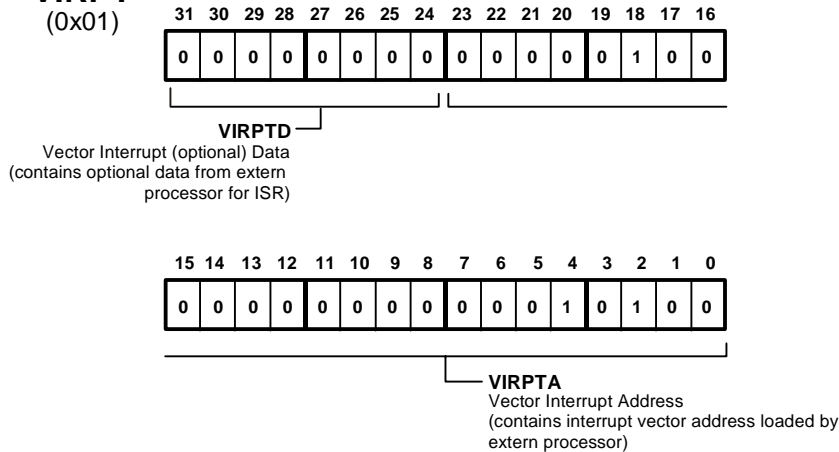 (0x01)
31 30 29 28 27 26 25 24 23 22 21 20 19 18 17 16
0 0 0 0 0 0 0 0 0 0 0 0 0 1 0 0
VIRPTD
Vector Interrupt (optional) Data
(contains optional data from extern
processor for ISR)
15 14 13 12 11 10 9 8 7 6 5 4 3 2 1 0
0 0 0 0 0 0 0 0 0 0 0 1 0 1 0 0
VIRPTA
Vector Interrupt Address
(contains interrupt vector address loaded by
extern processor)